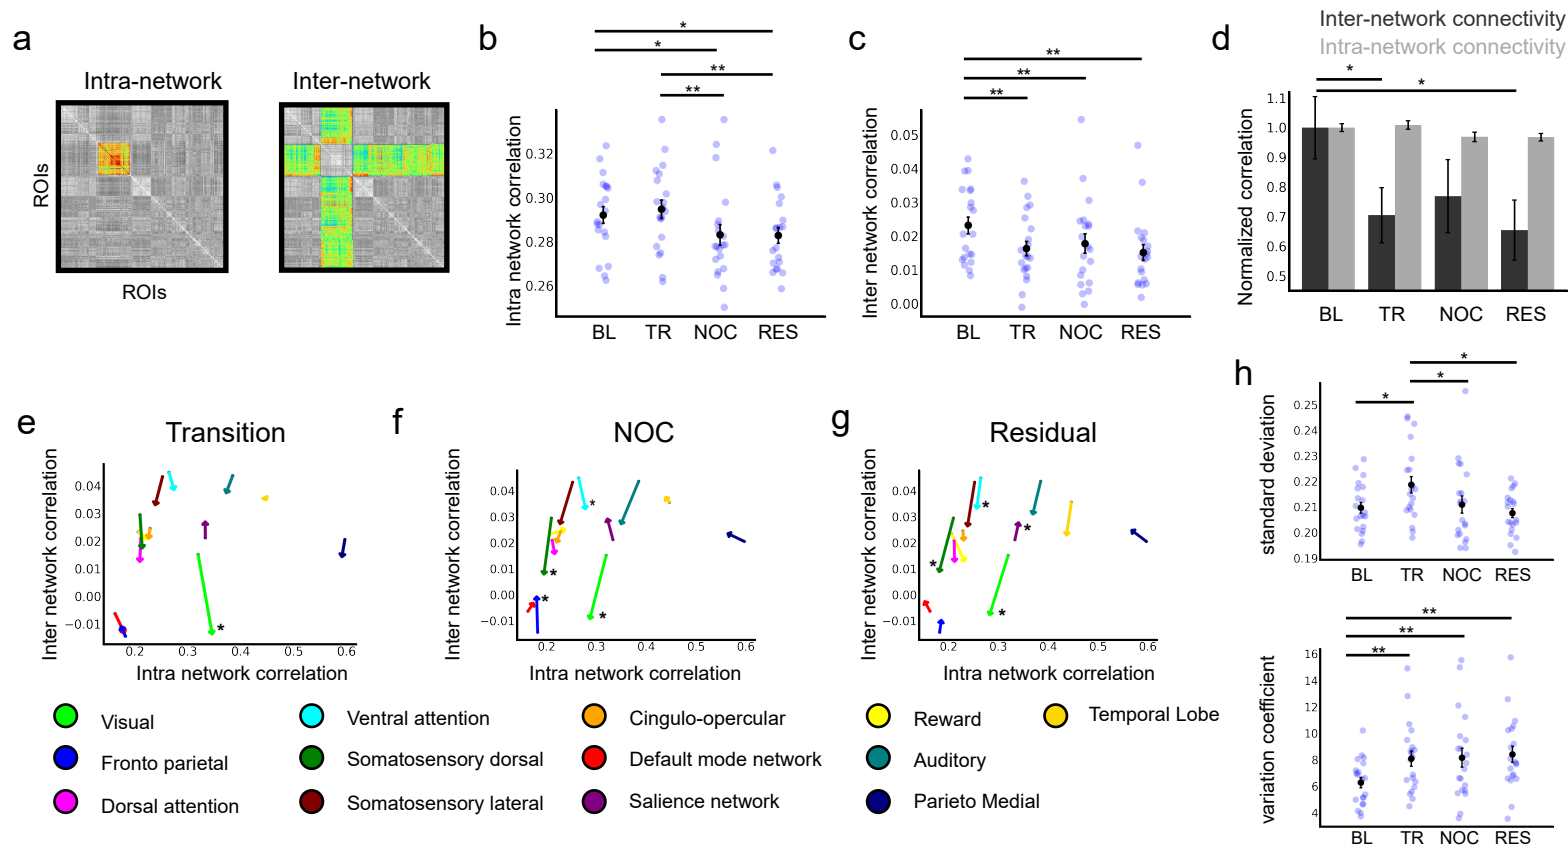 a
Intra-network
Inter-network
ROIs
ROIs
b
*
*
**
**
Intra network correlation
0.32
0.30
0.28
0.26
BL TR NOC RES
c
**
**
**
Inter network correlation
0.05
0.04
0.03
0.02
0.01
0.00
BL TR NOC RES
Inter-network connectivity
Intra-network connectivity
d
*
*
Normalized correlation
1.1
1.0
0.9
0.8
0.7
0.6
0.5
BL TR NOC RES
e
Transition
Inter network correlation
0.04
0.03
0.02
0.01
0.00
−0.01
*
0.2 0.3 0.4 0.5 0.6
Intra network correlation
f
NOC
Inter network correlation
0.04
0.03
0.02
0.01
0.00
−0.01
*
*
*
*
0.2 0.3 0.4 0.5 0.6
Intra network correlation
g
Residual
Inter network correlation
0.04
0.03
0.02
0.01
0.00
−0.01
*
*
*
*
0.2 0.3 0.4 0.5 0.6
Intra network correlation
Visual
Fronto parietal
Dorsal attention
Ventral attention
Somatosensory dorsal
Somatosensory lateral
Cingulo-opercular
Default mode network
Salience network
Reward
Auditory
Parieto Medial
Temporal Lobe
h
*
*
*
standard deviation
0.25
0.24
0.23
0.22
0.21
0.20
0.19
BL TR NOC RES
**
**
**
variation coefficient
16
14
12
10
8
6
4
BL TR NOC RES